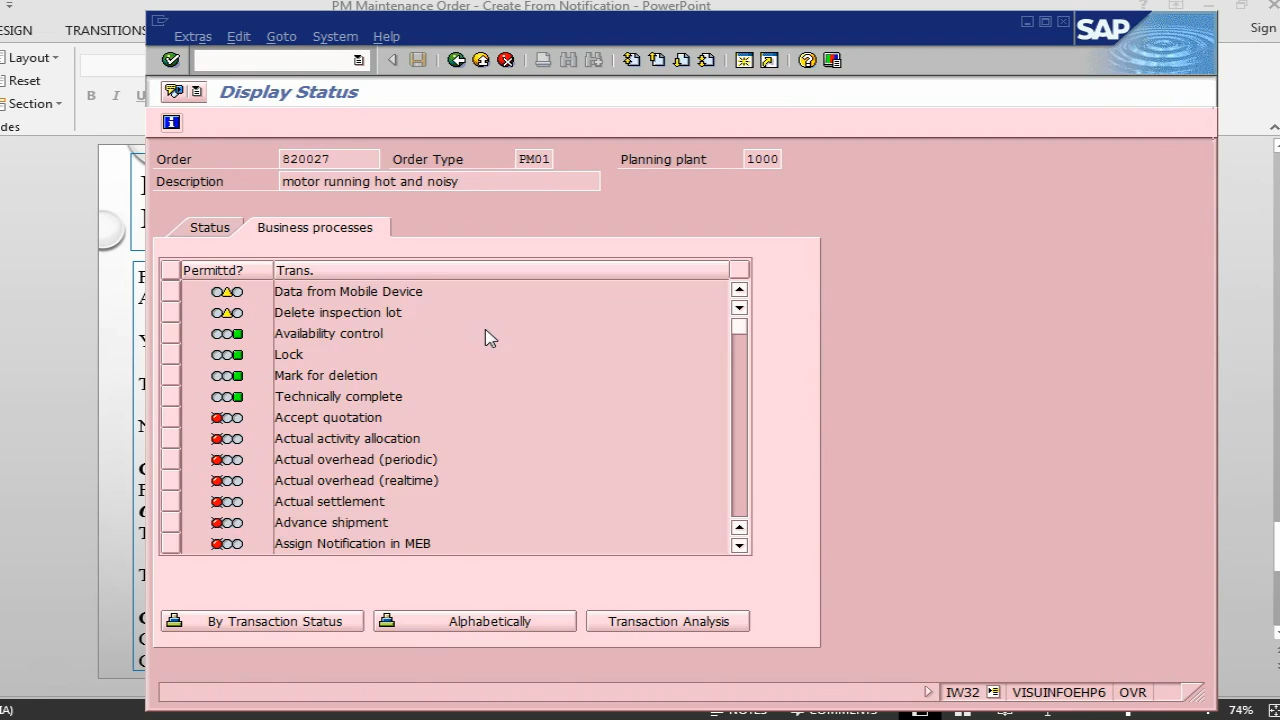 PM Maintenance Order - Create From Notification - PowerPoint
ESIGN
TRANSITIONS
Sign
Layout
Reset
Section
des
B I U
Extras Edit Goto System Help
SAP
Display Status
Order 820027 Order Type PM01 Planning plant 1000
Description motor running hot and noisy
Status Business processes
Permittd? Trans.
Data from Mobile Device
Delete inspection lot
Availability control
Lock
Mark for deletion
Technically complete
Accept quotation
Actual activity allocation
Actual overhead (periodic)
Actual overhead (realtime)
Actual settlement
Advance shipment
Assign Notification in MEB
By Transaction Status Alphabetically Transaction Analysis
IW32 VISUINFOEHP6 OVR
NOTES COMMENTS 74%